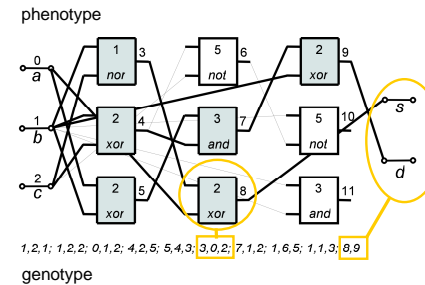 phenotype
0 1 3 5 6 2 9
a nor not xor
s
1 2 4 3 7 5 10
b xor and not
2 2 5 2 8 3 11
c xor xor and
d
1,2,1; 1,2,2; 0,1,2; 4,2,5; 5,4,3; 3,0,2; 7,1,2; 1,6,5; 1,1,3; 8,9
genotype